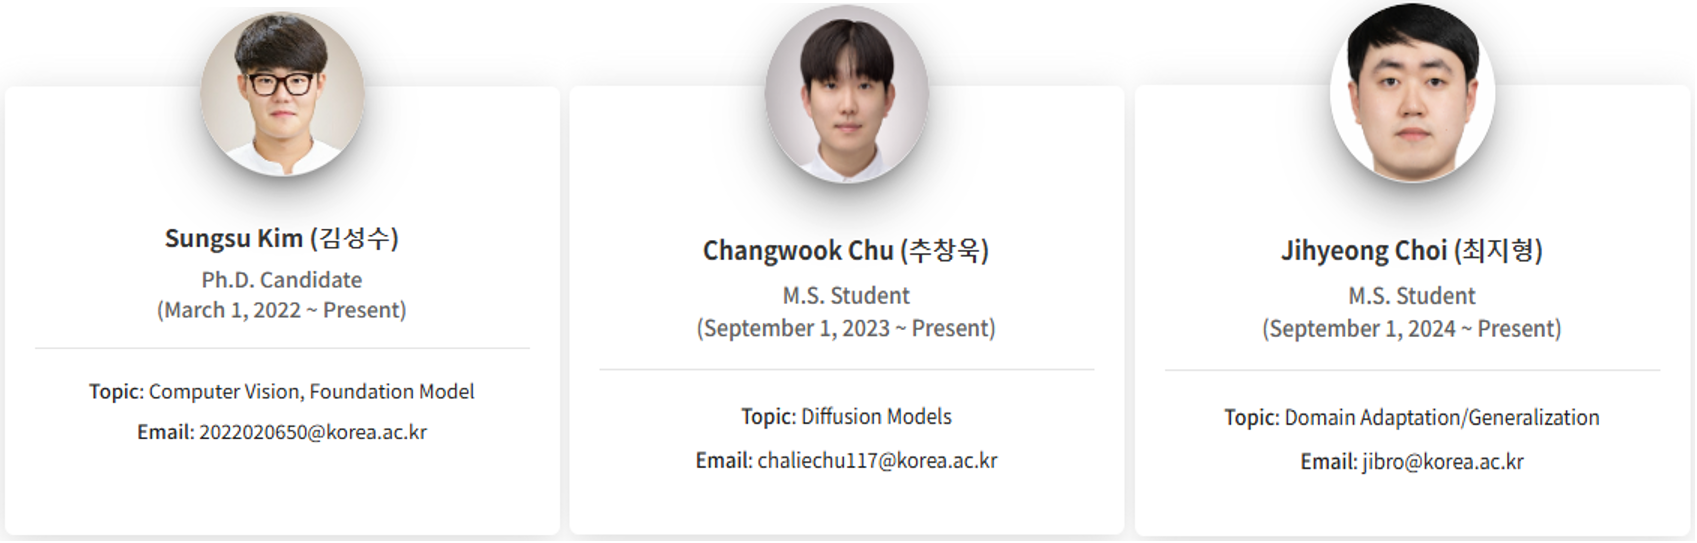 Sungsu Kim (김성수)
Ph.D. Candidate
(March 1, 2022 ~ Present)
Topic: Computer Vision, Foundation Model
Email: 2022020650@korea.ac.kr
Changwook Chu (추창욱)
M.S. Student
(September 1, 2023 ~ Present)
Topic: Diffusion Models
Email: chaliechu117@korea.ac.kr
Jihyeong Choi (최지형)
M.S. Student
(September 1, 2024 ~ Present)
Topic: Domain Adaptation/Generalization
Email: jibro@korea.ac.kr